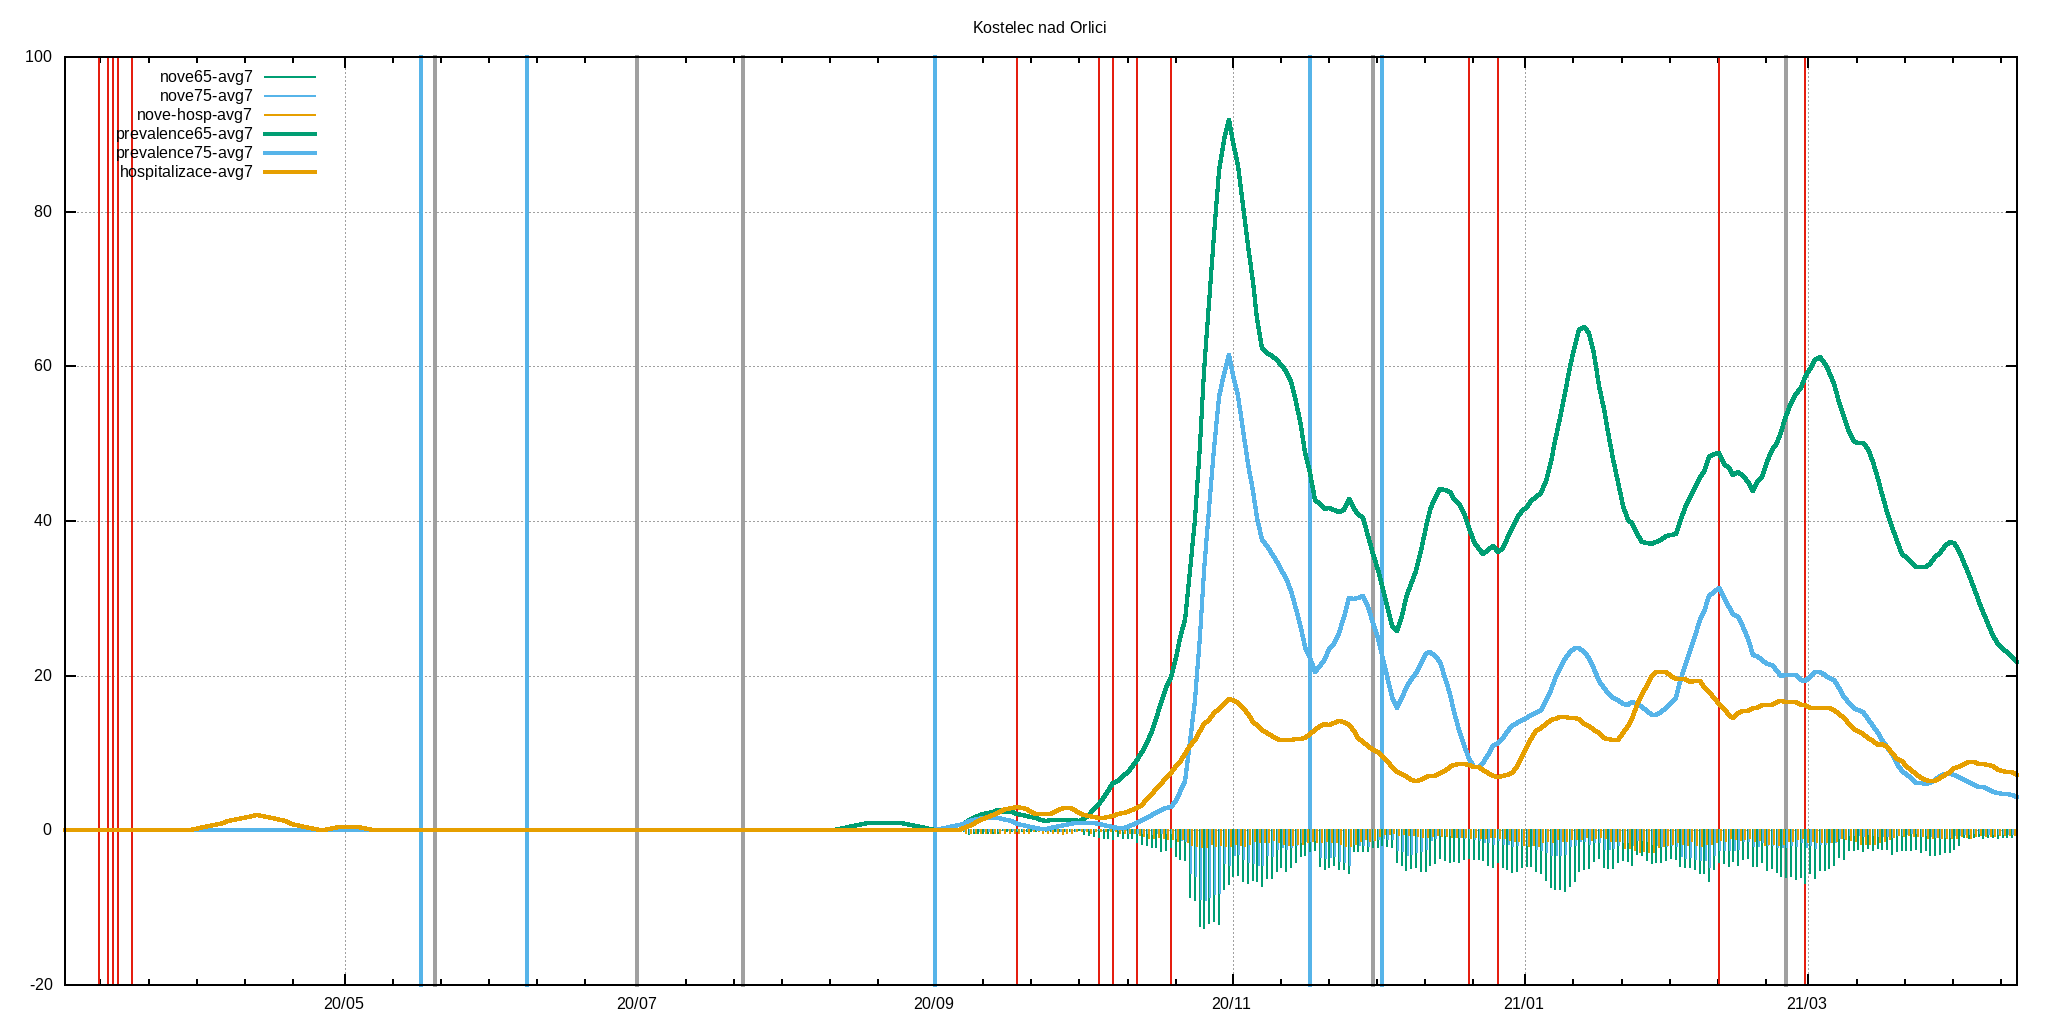 Kostelec nad Orlici
100
80
60
40
20
0
-20
nove65-avg7
nove75-avg7
nove-hosp-avg7
prevalence65-avg7
prevalence75-avg7
hospitalizace-avg7
20/05 20/07 20/09 20/11 21/01 21/03